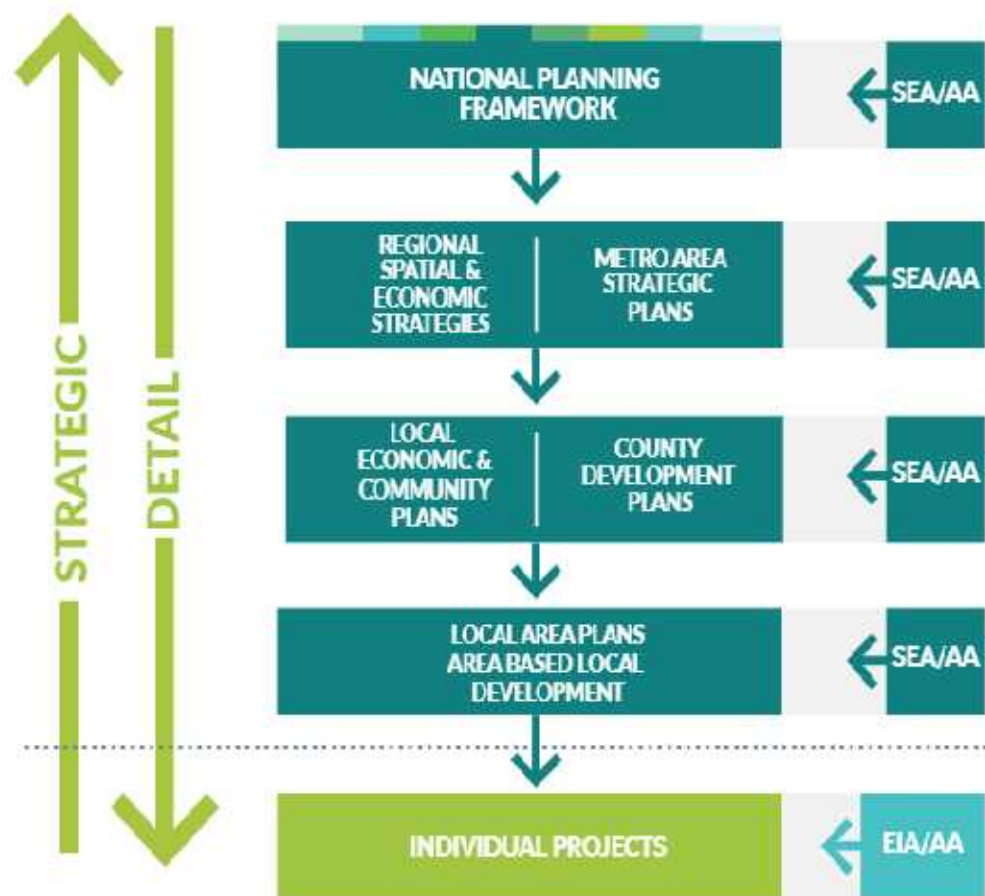 STRATEGIC
DETAIL
NATIONAL PLANNING
FRAMEWORK
SEA/AA
REGIONAL
SPATIAL &
ECONOMIC
STRATEGIES
METRO AREA
STRATEGIC
PLANS
SEA/AA
LOCAL
ECONOMIC &
COMMUNITY
PLANS
COUNTY
DEVELOPMENT
PLANS
SEA/AA
LOCAL AREA PLANS
AREA BASED LOCAL
DEVELOPMENT
SEA/AA
INDIVIDUAL PROJECTS
EIA/AA